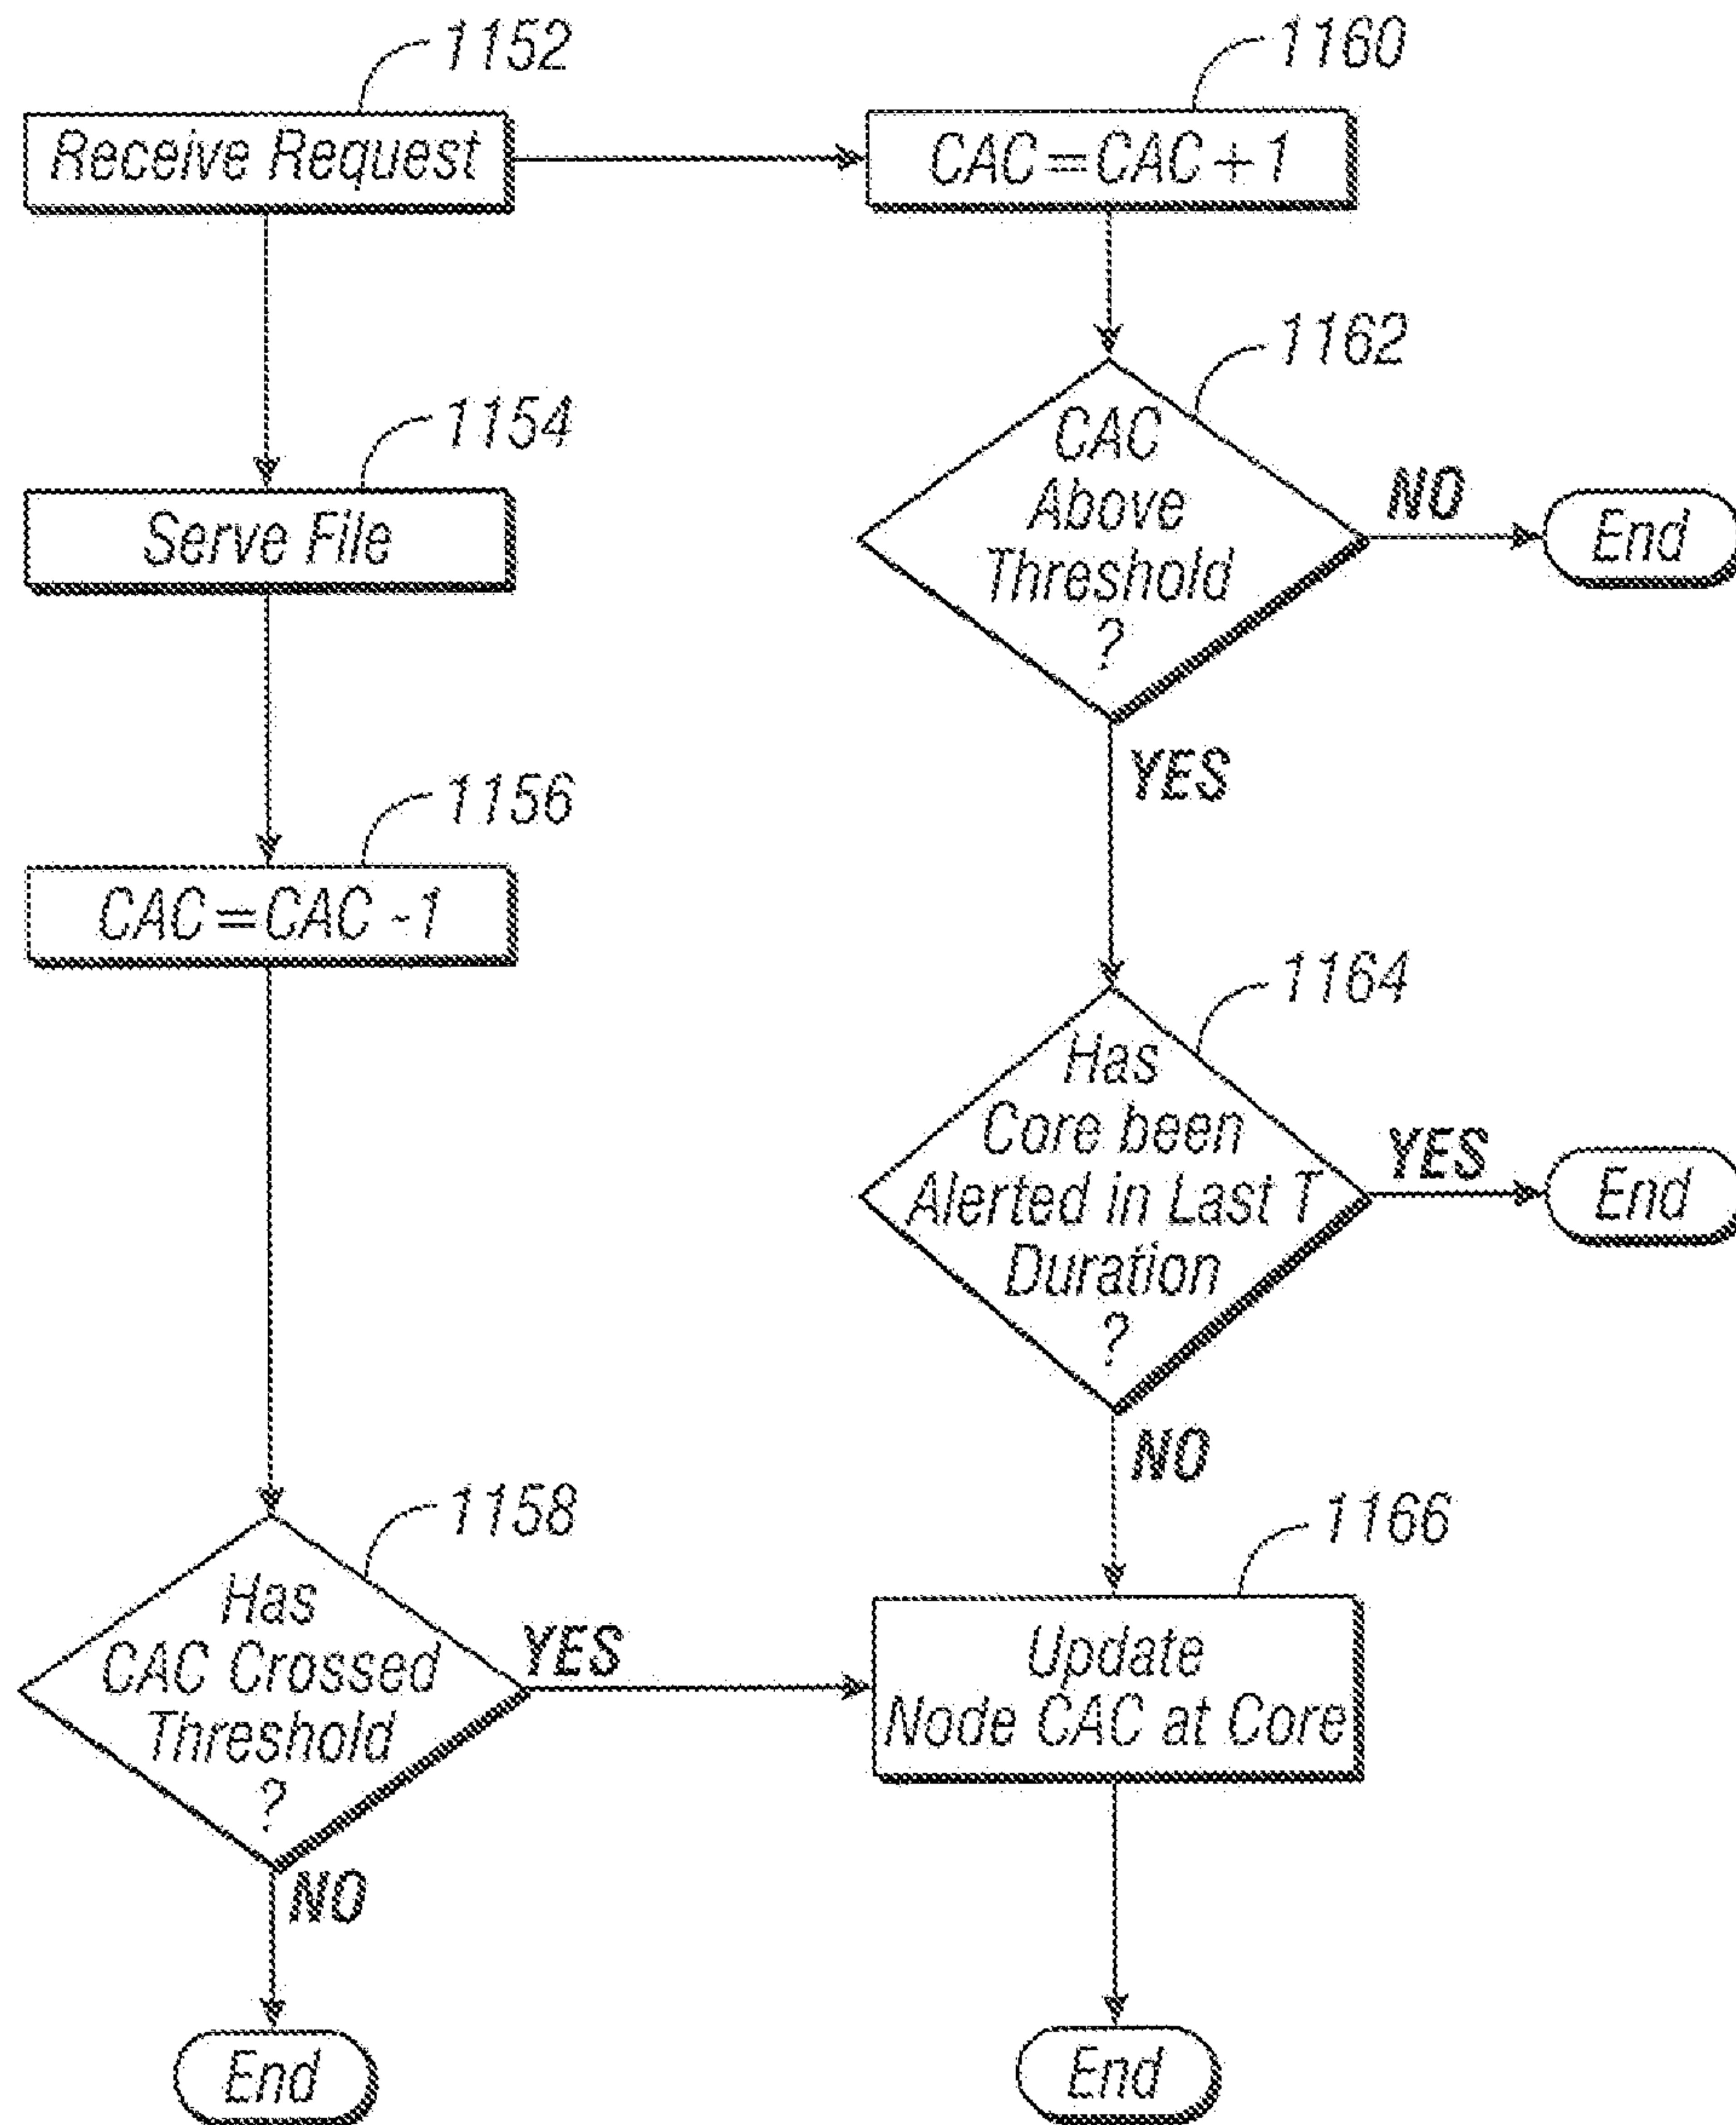 1152
Receive Request
1160
CAC=CAC+1
1162
CAC
Above
Threshold
?
NO
End
YES
1154
Serve File
1156
CAC=CAC-1
1164
Has
Core been
Alerted in Last T
Duration
?
YES
End
NO
1158
Has
CAC Crossed
Threshold
?
YES
NO
End
1166
Update
Node CAC at Core
End